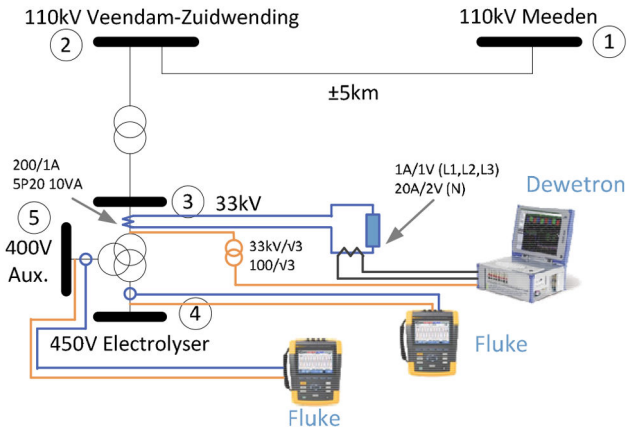 110kV Veendam-Zuidwending
110kV Meeden
2
1
±5km
200/1A
5P20 10VA
1A/1V (L1,L2,L3)
20A/2V (N)
Dewetron
3
33kV
5
400V
Aux.
33kV/√3
100/√3
4
450V Electrolyser
Fluke
Fluke